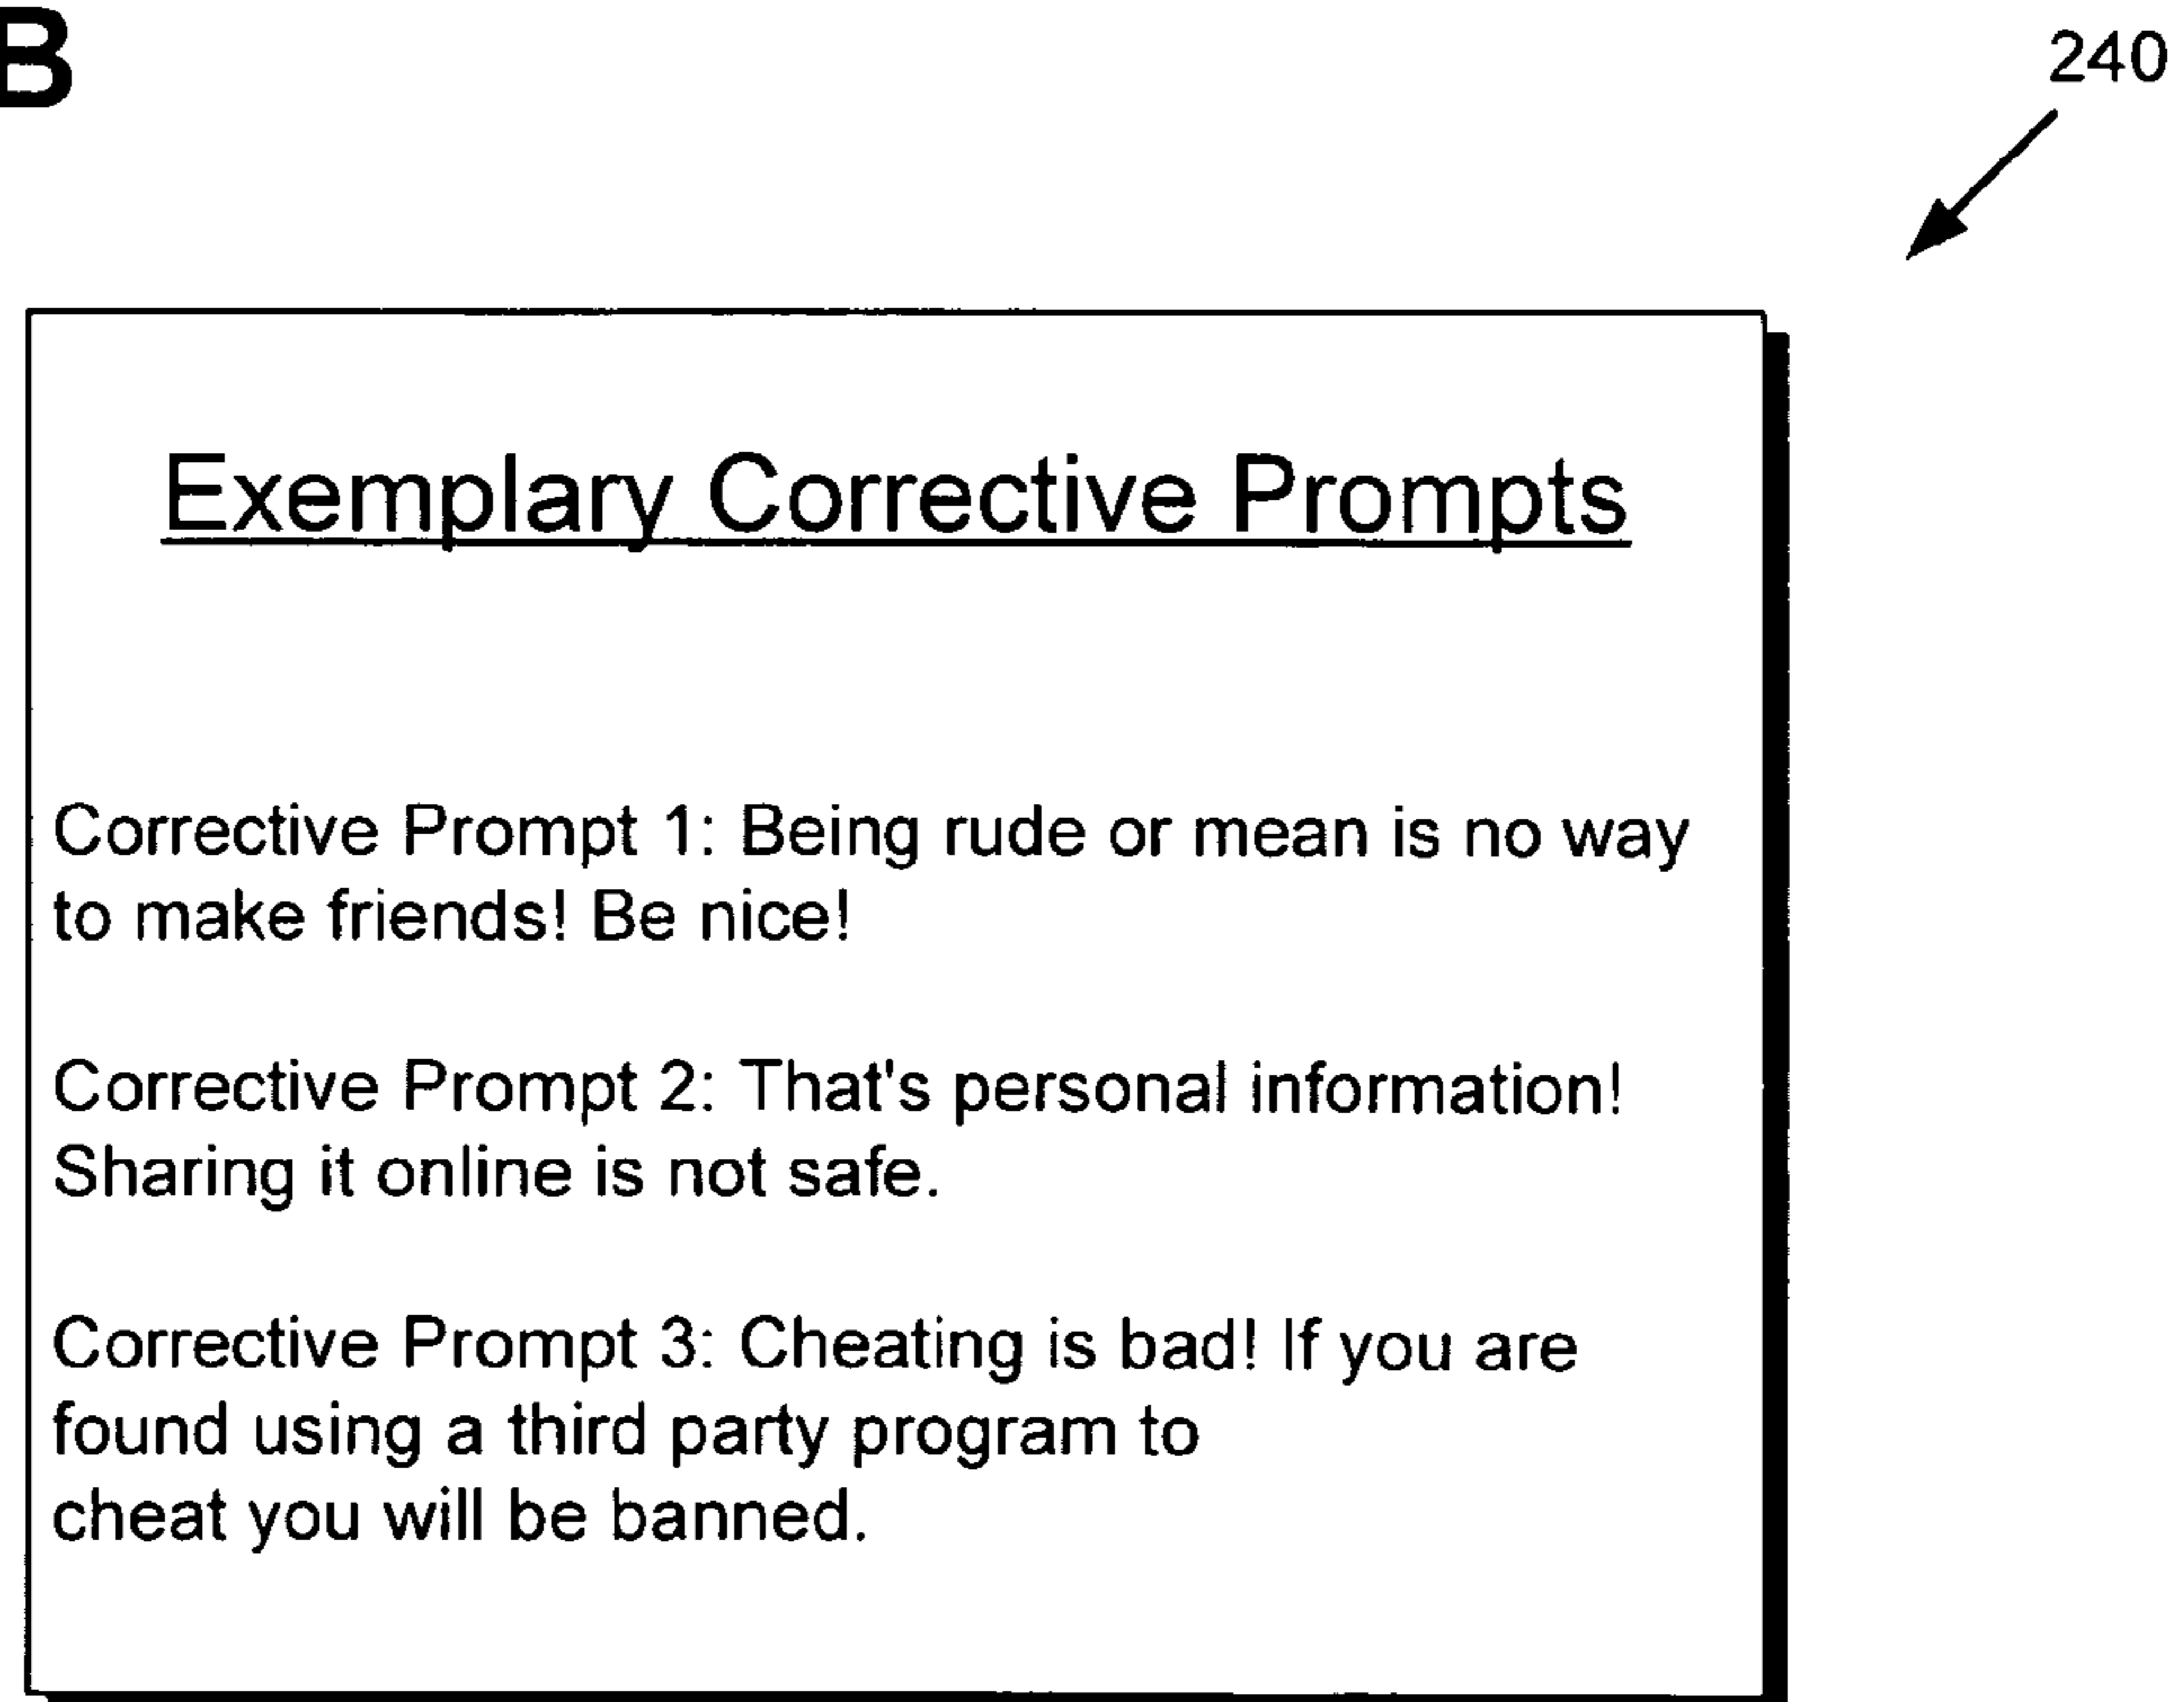 B
240
Exemplary Corrective Prompts
Corrective Prompt 1: Being rude or mean is no way
to make friends! Be nice!
Corrective Prompt 2: That's personal information!
Sharing it online is not safe.
Corrective Prompt 3: Cheating is bad! If you are
found using a third party program to
cheat you will be banned.